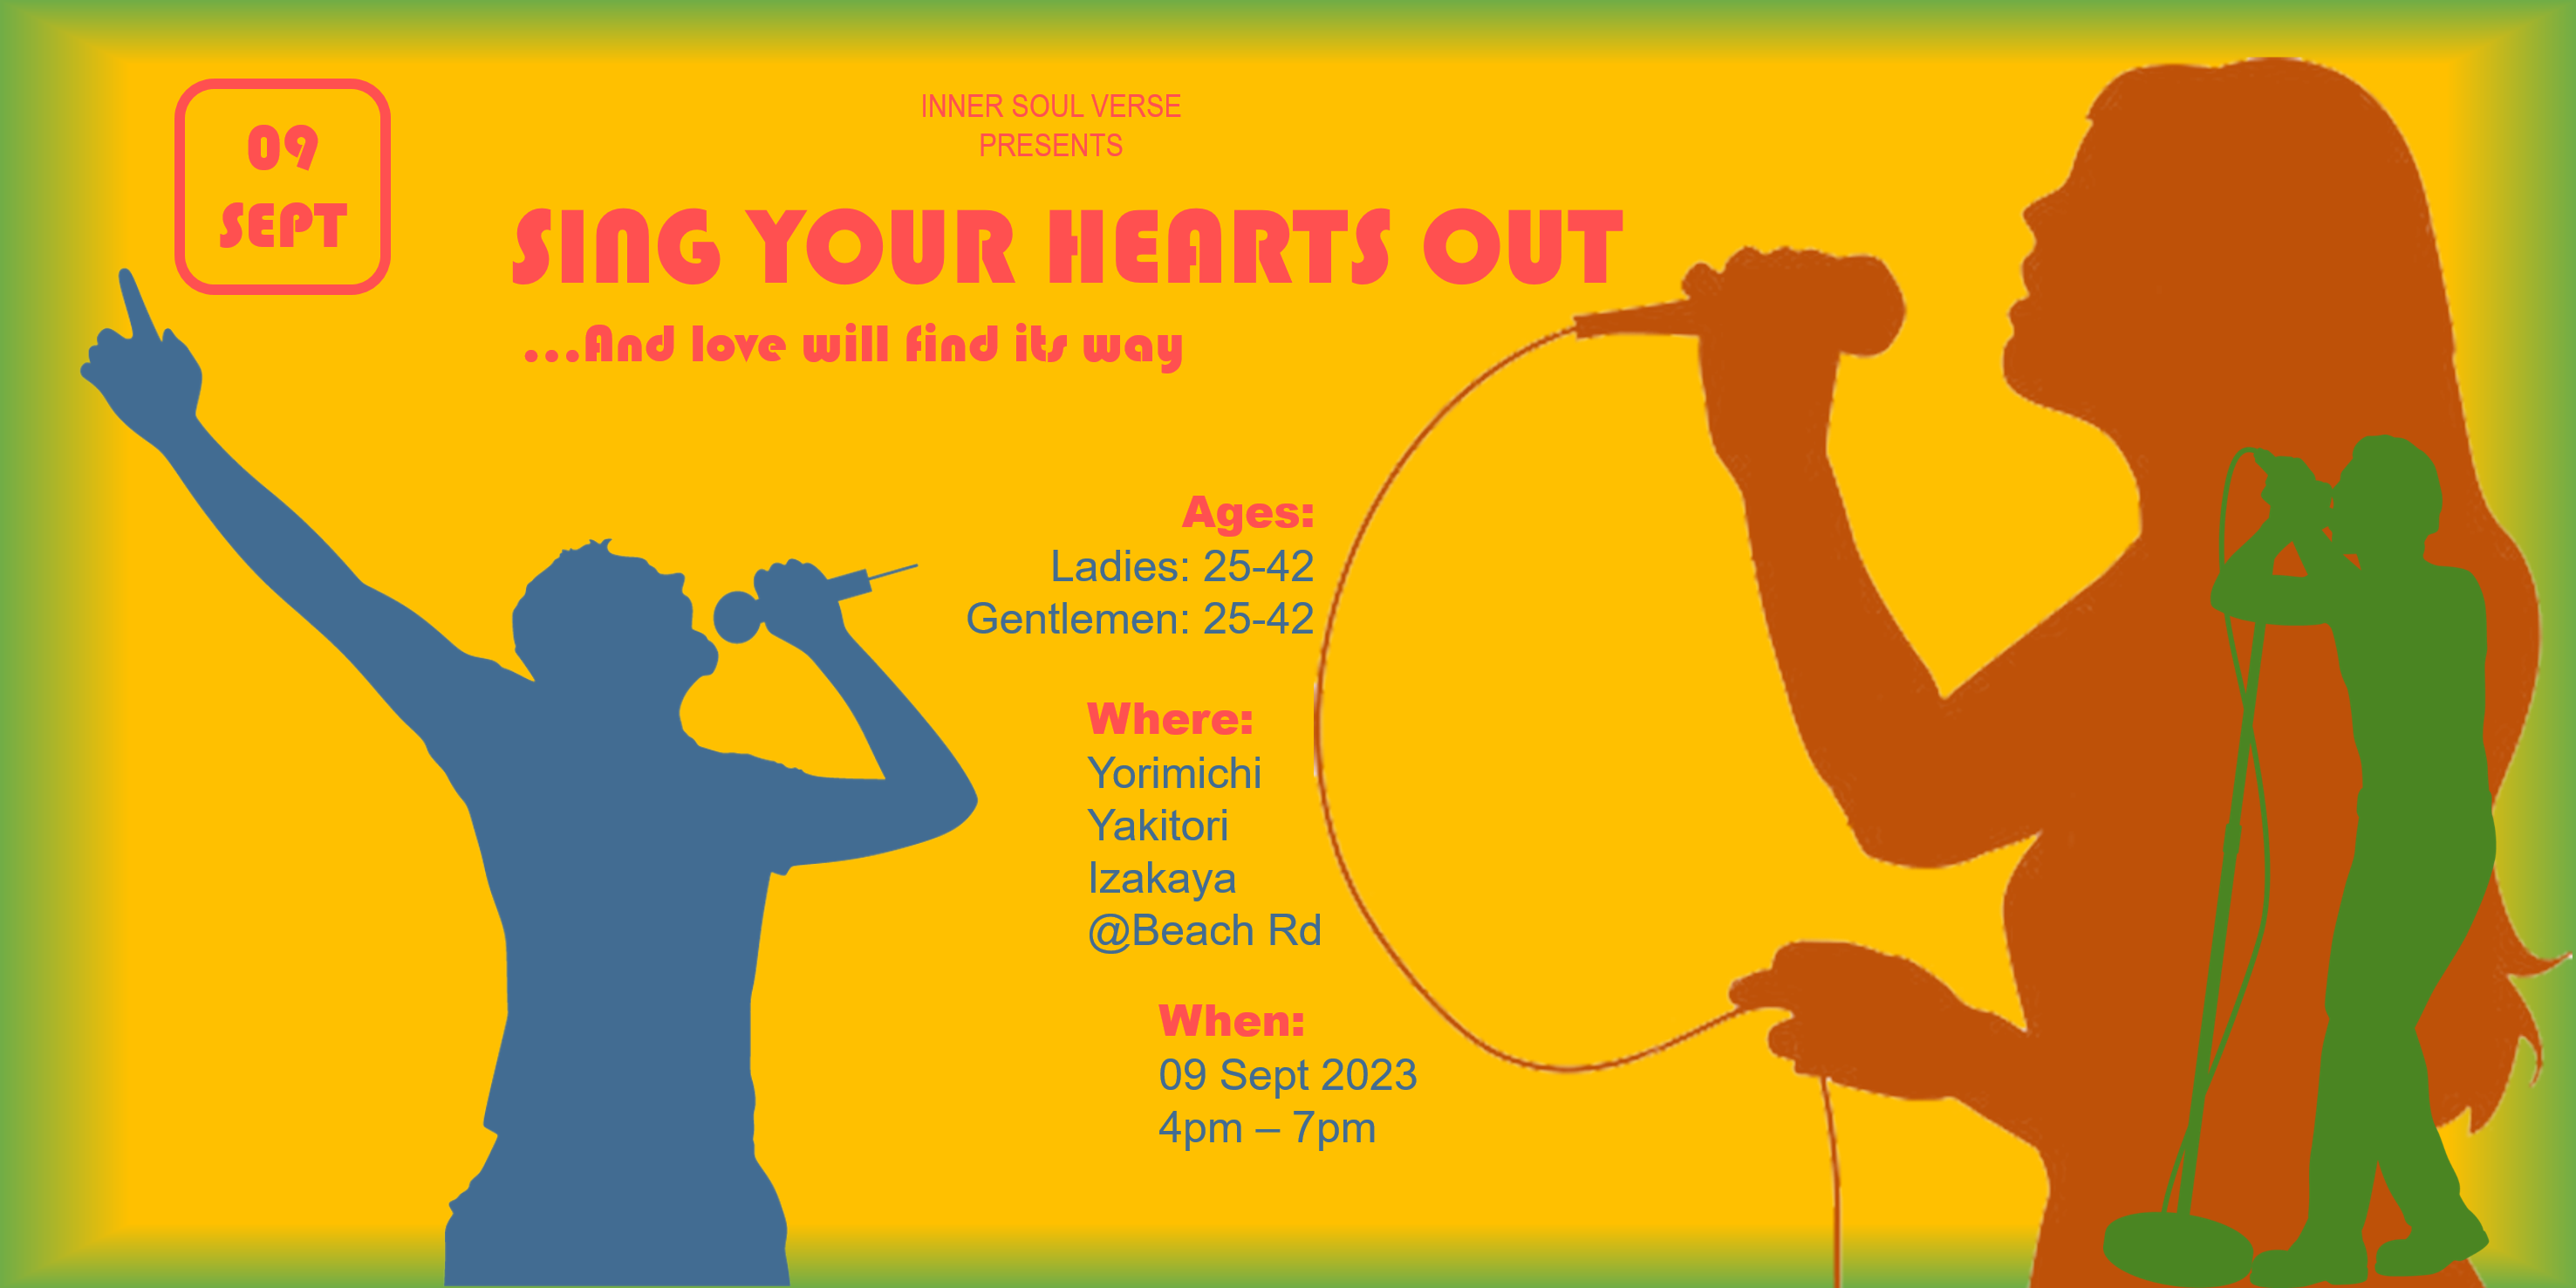 09
SEPT
INNER SOUL VERSE
PRESENTS
SING YOUR HEARTS OUT
...And love will find its way
Ages:
Ladies: 25-42
Gentlemen: 25-42
Where:
Yorimichi
Yakitori
Izakaya
@Beach Rd
When:
09 Sept 2023
4pm – 7pm